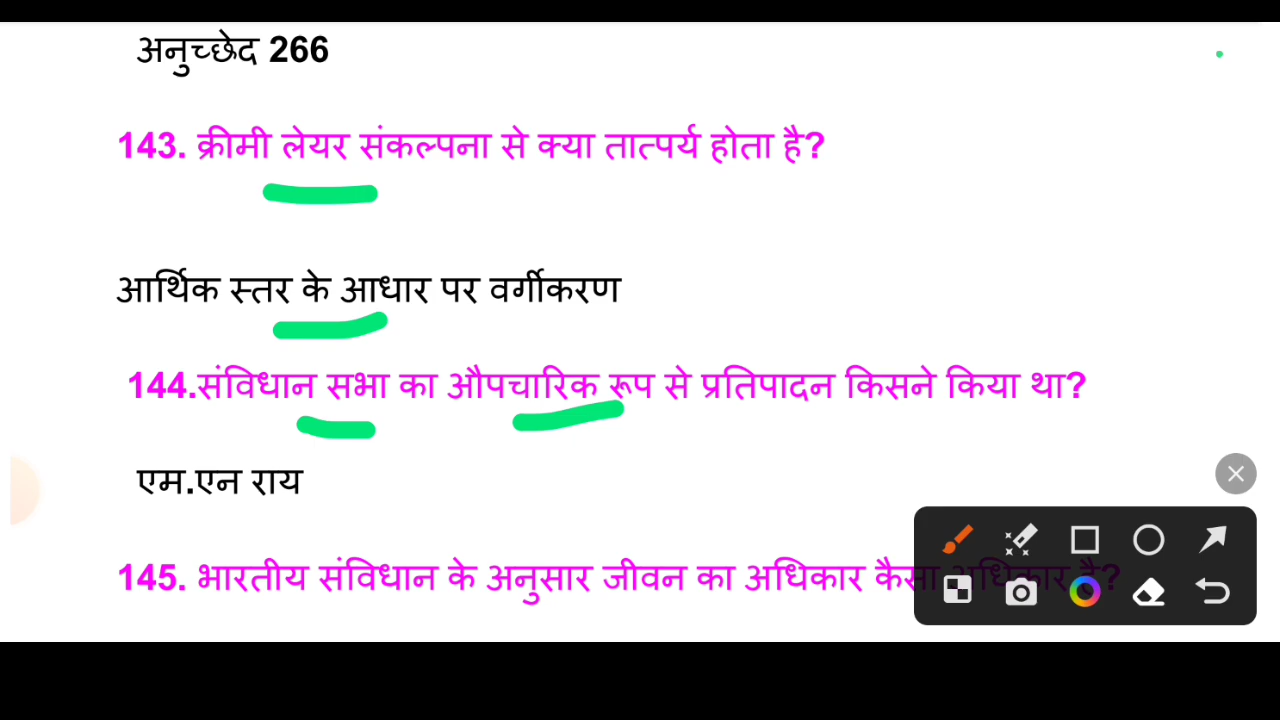 अनुच्छेद 266
143. क्रीमी लेयर संकल्पना से क्या तात्पर्य होता है?
आर्थिक स्तर के आधार पर वर्गीकरण
144.संविधान सभा का औपचारिक रूप से प्रतिपादन किसने किया था?
एम.एन राय
145. भारतीय संविधान के अनुसार जीवन का अधिकार कैसा अधिकार है?